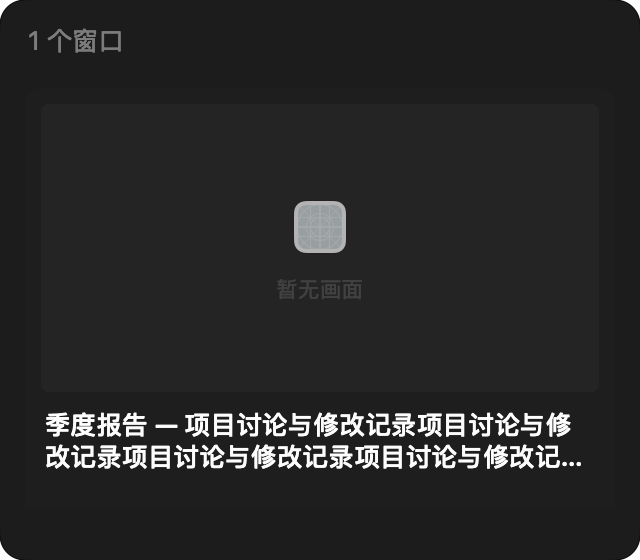 1 个窗口
暂无画面
季度报告 — 项目讨论与修改记录项目讨论与修
改记录项目讨论与修改记录项目讨论与修改记...